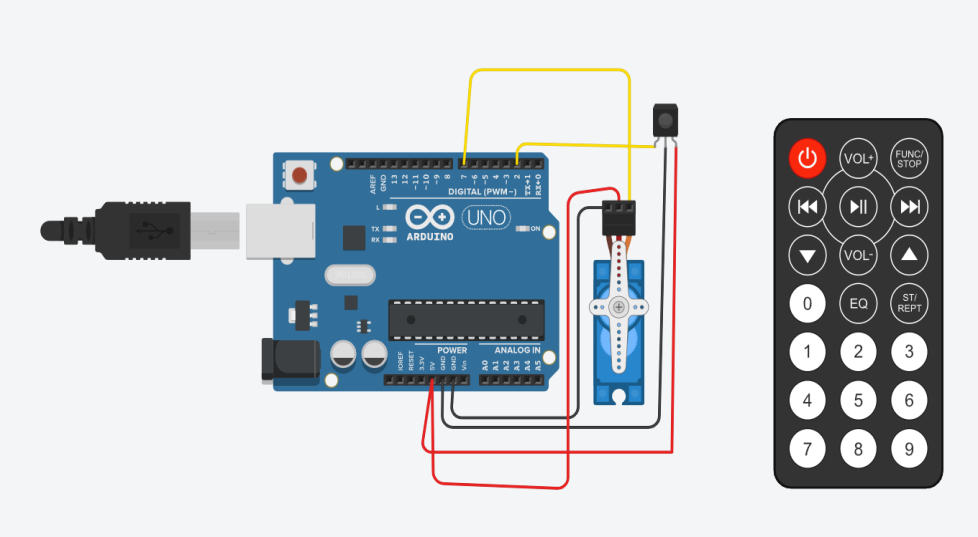 AREF
GND
13
12
~11
~10
~9
8
7
~6
~5
4
~3
2
TX→1
RX←0
DIGITAL (PWM~)
L
TX
RX
ARDUINO
UNO
ON
POWER
ANALOG IN
IOREF
RESET
3.3V
5V
GND
GND
Vin
A0
A1
A2
A3
A4
A5
VOL+
FUNC/
STOP
VOL-
0
EQ
ST/
REPT
1 2 3
4 5 6
7 8 9